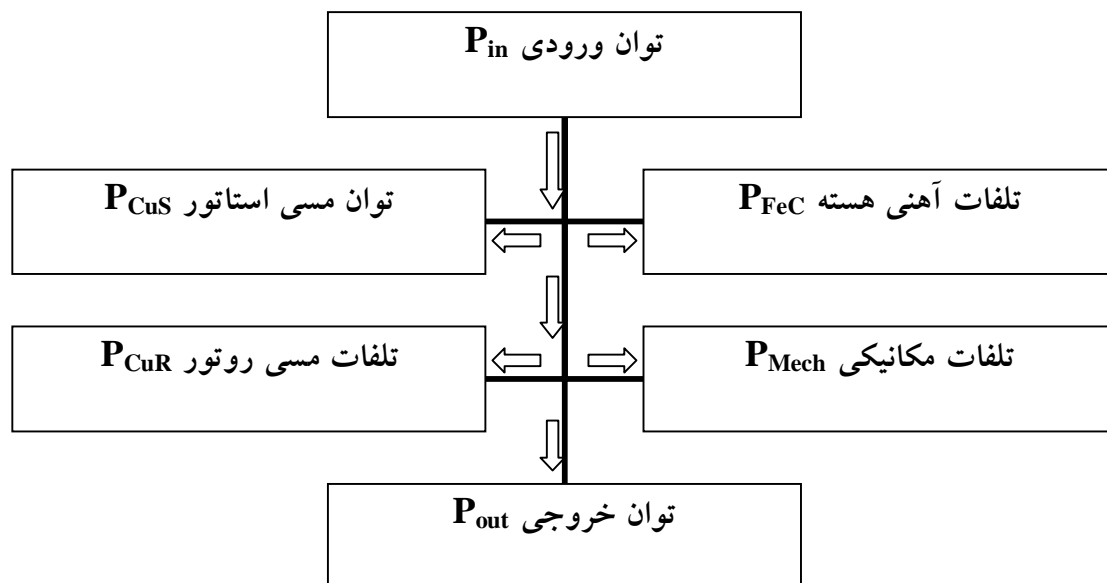 توان ورودی Pin
توان مسی استاتور PCuS
تلفات آهنی هسته PFeC
تلفات مسی روتور PCuR
تلفات مکانیکی PMech
توان خروجی Pout